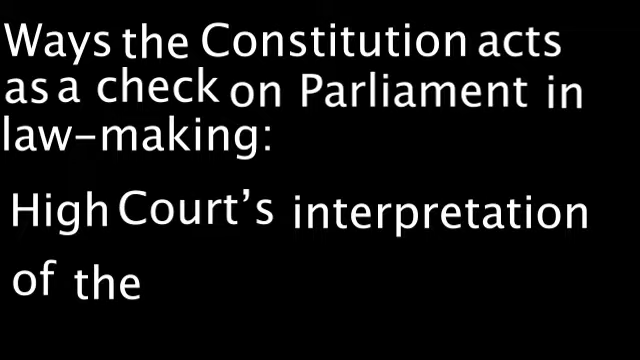 Ways the Constitution acts
as a check on Parliament in
law-making:
High Court's interpretation
of the